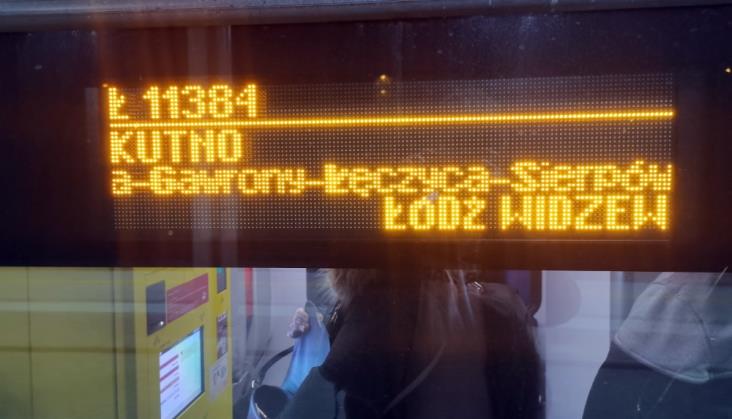 Ł 11384
KUTNO
a-Gawrony-Łęczyca-Sierpów
ŁÓDŹ WIDZEW